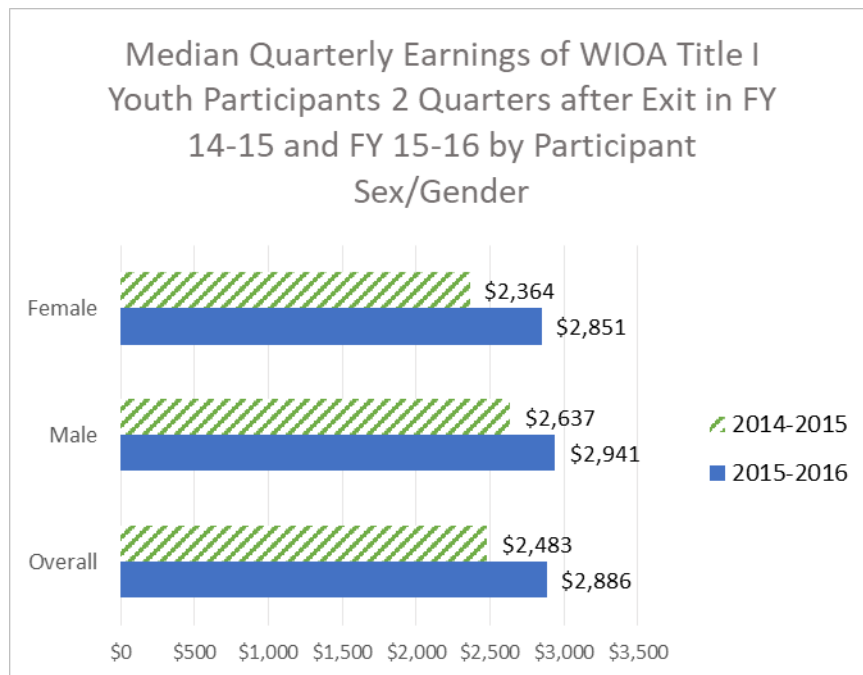 Median Quarterly Earnings of WIOA Title I
Youth Participants 2 Quarters after Exit in FY
14-15 and FY 15-16 by Participant
Sex/Gender
Female
$2,364
$2,851
Male
$2,637
$2,941
Overall
$2,483
$2,886
2014-2015
2015-2016
$0 $500 $1,000 $1,500 $2,000 $2,500 $3,000 $3,500